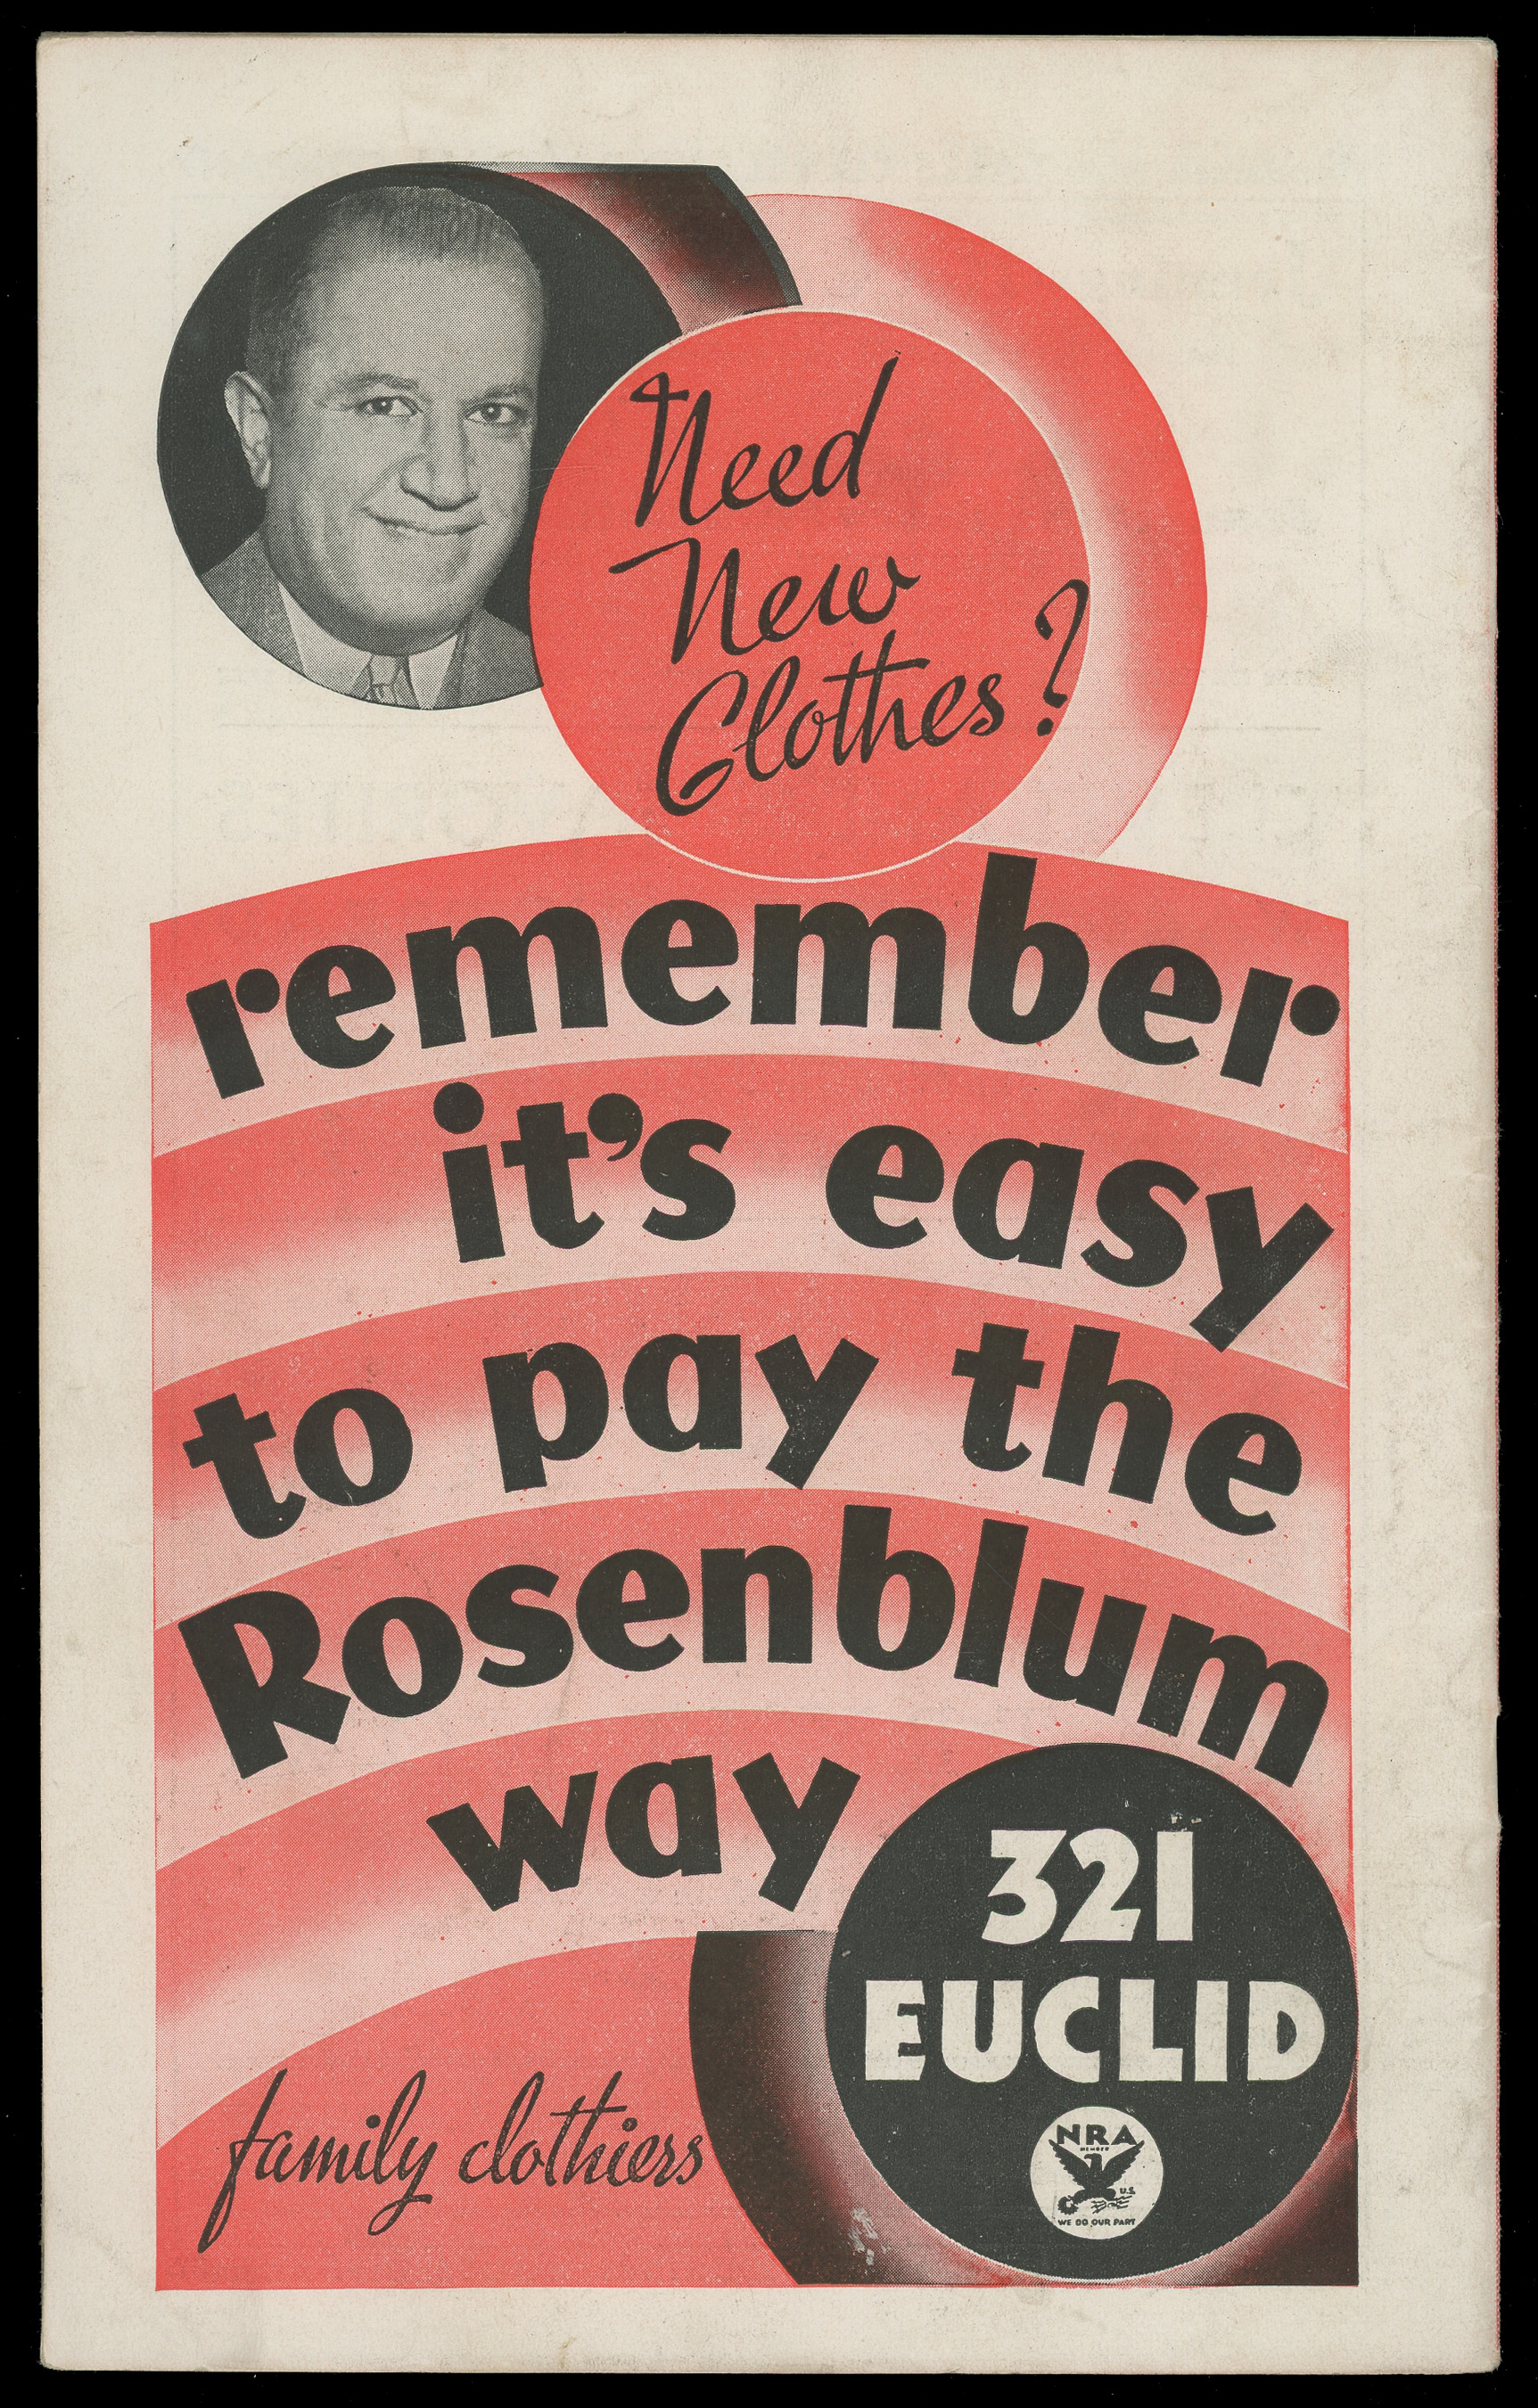 Need
New
Clothes?
remember
it's easy
to pay the
Rosenblum
way
321
EUCLID
family clothiers
NRA
MEMBER
U.S.
WE DO OUR PART